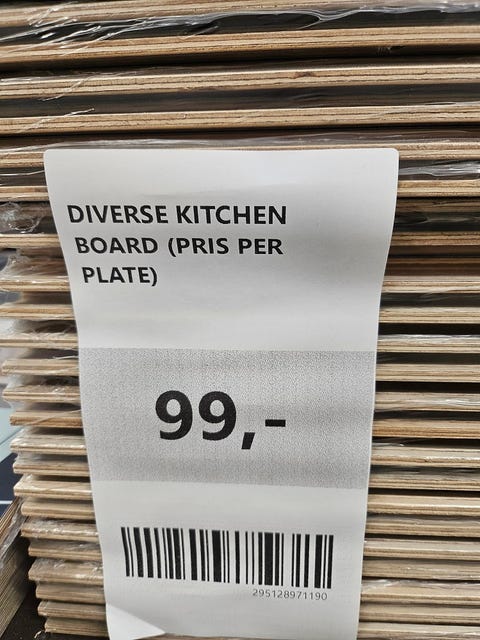 DIVERSE KITCHEN
BOARD (PRIS PER
PLATE)
99,-
295128971190